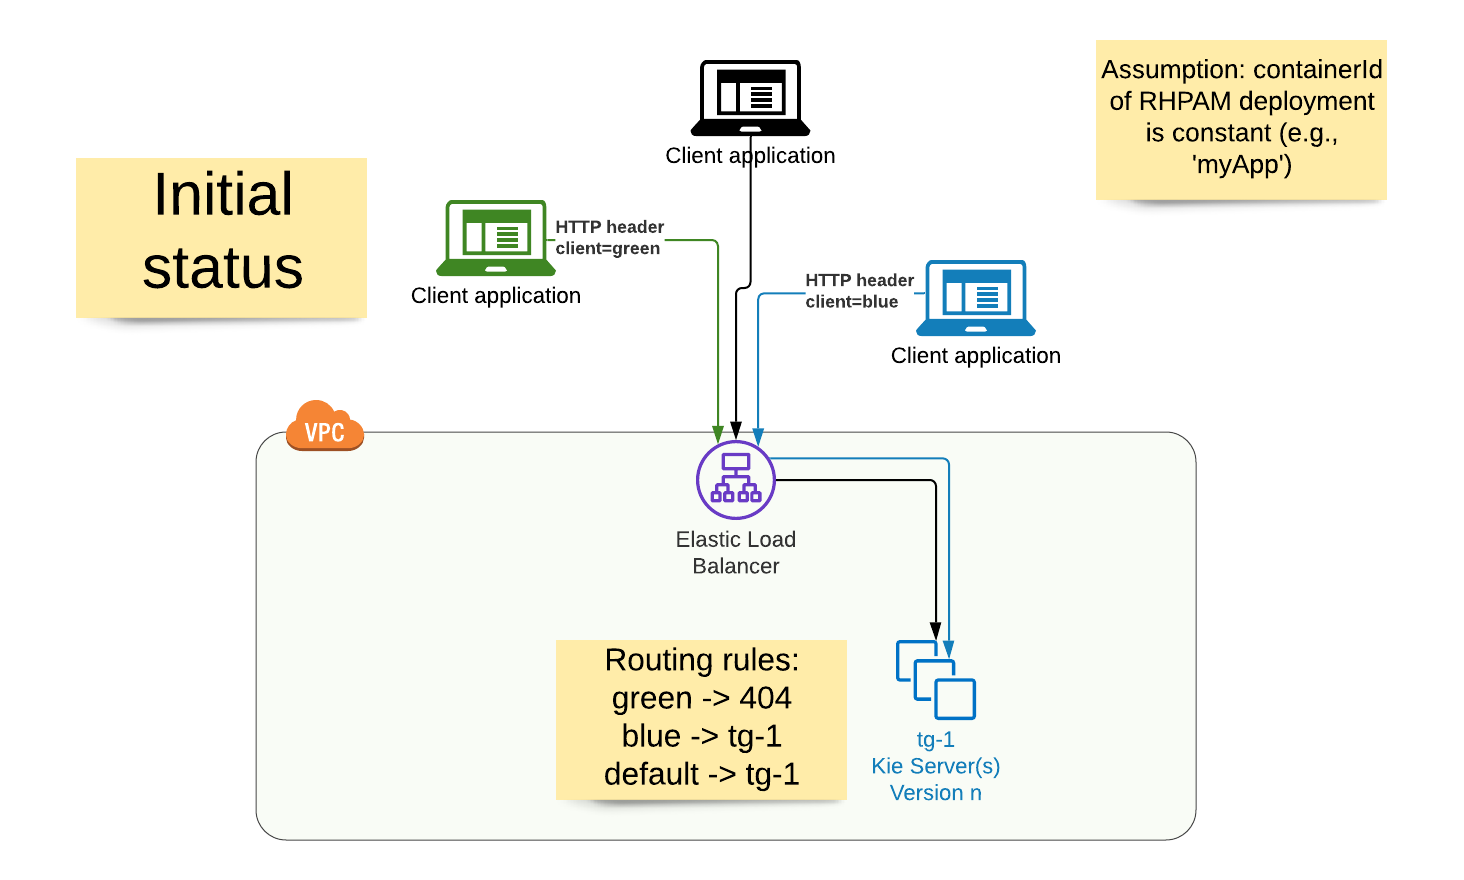 Initial
status
Client application
Assumption: containerId
of RHPAM deployment
is constant (e.g.,
'myApp')
HTTP header
client=green
Client application
HTTP header
client=blue
Client application
VPC
Elastic Load
Balancer
Routing rules:
green -> 404
blue -> tg-1
default -> tg-1
tg-1
Kie Server(s)
Version n